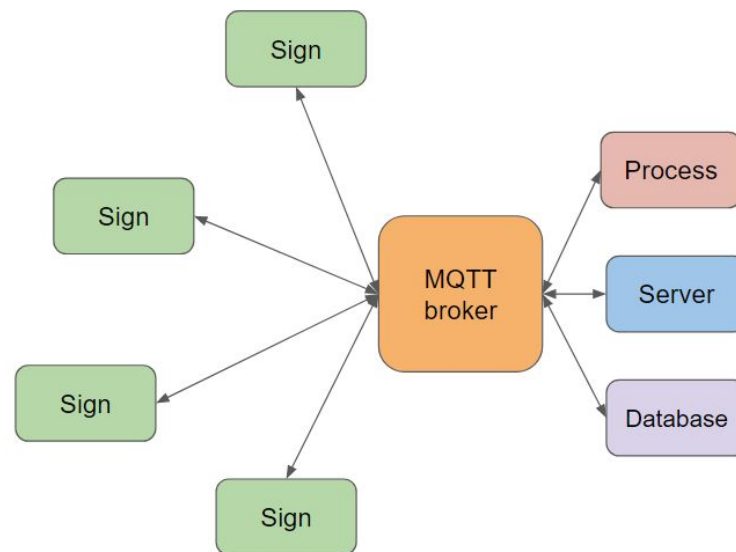 Sign
Sign
Sign
Sign
MQTT
broker
Process
Server
Database